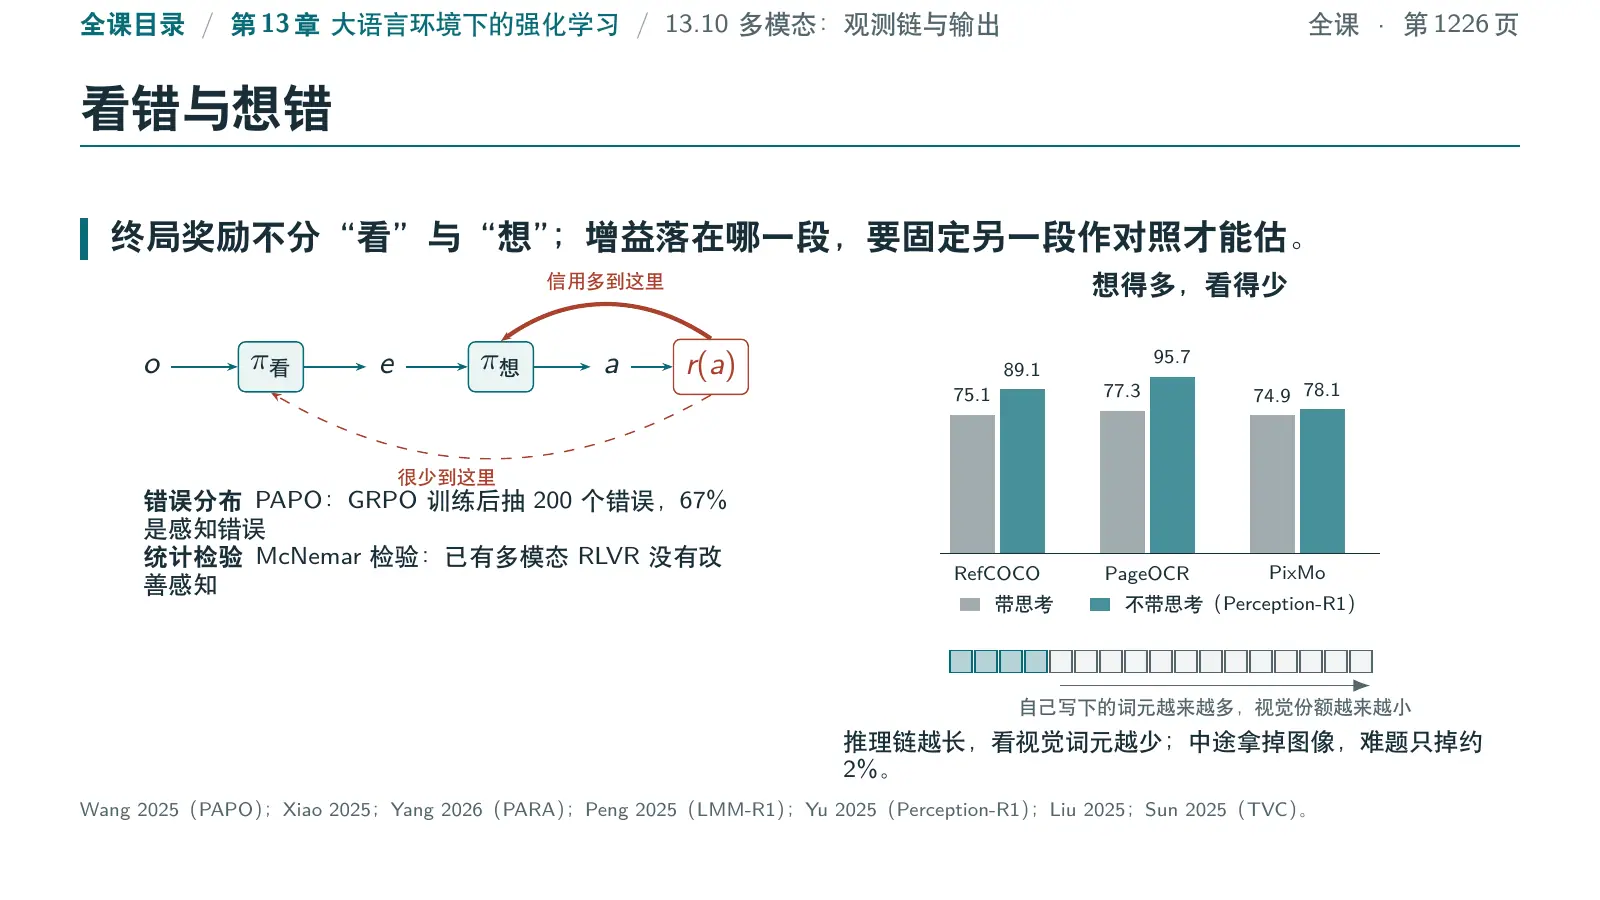 全课目录 / 第 13 章 大语言环境下的强化学习 / 13.10 多模态：观测链与输出
全课 · 第 1226 页
看错与想错
终局奖励不分“看”与“想”；增益落在哪一段，要固定另一段作对照才能估。
信用多到这里
o π看 e π想 a r(a)
很少到这里
错误分布 PAPO：GRPO 训练后抽 200 个错误，67%
是感知错误
统计检验 McNemar 检验：已有多模态 RLVR 没有改
善感知
想得多，看得少
75.1 89.1 77.3 95.7 74.9 78.1
RefCOCO PageOCR PixMo
带思考 不带思考（Perception-R1）
自己写下的词元越来越多，视觉份额越来越小
推理链越长，看视觉词元越少；中途拿掉图像，难题只掉约
2%。
Wang 2025（PAPO）；Xiao 2025；Yang 2026（PARA）；Peng 2025（LMM-R1）；Yu 2025（Perception-R1）；Liu 2025；Sun 2025（TVC）。